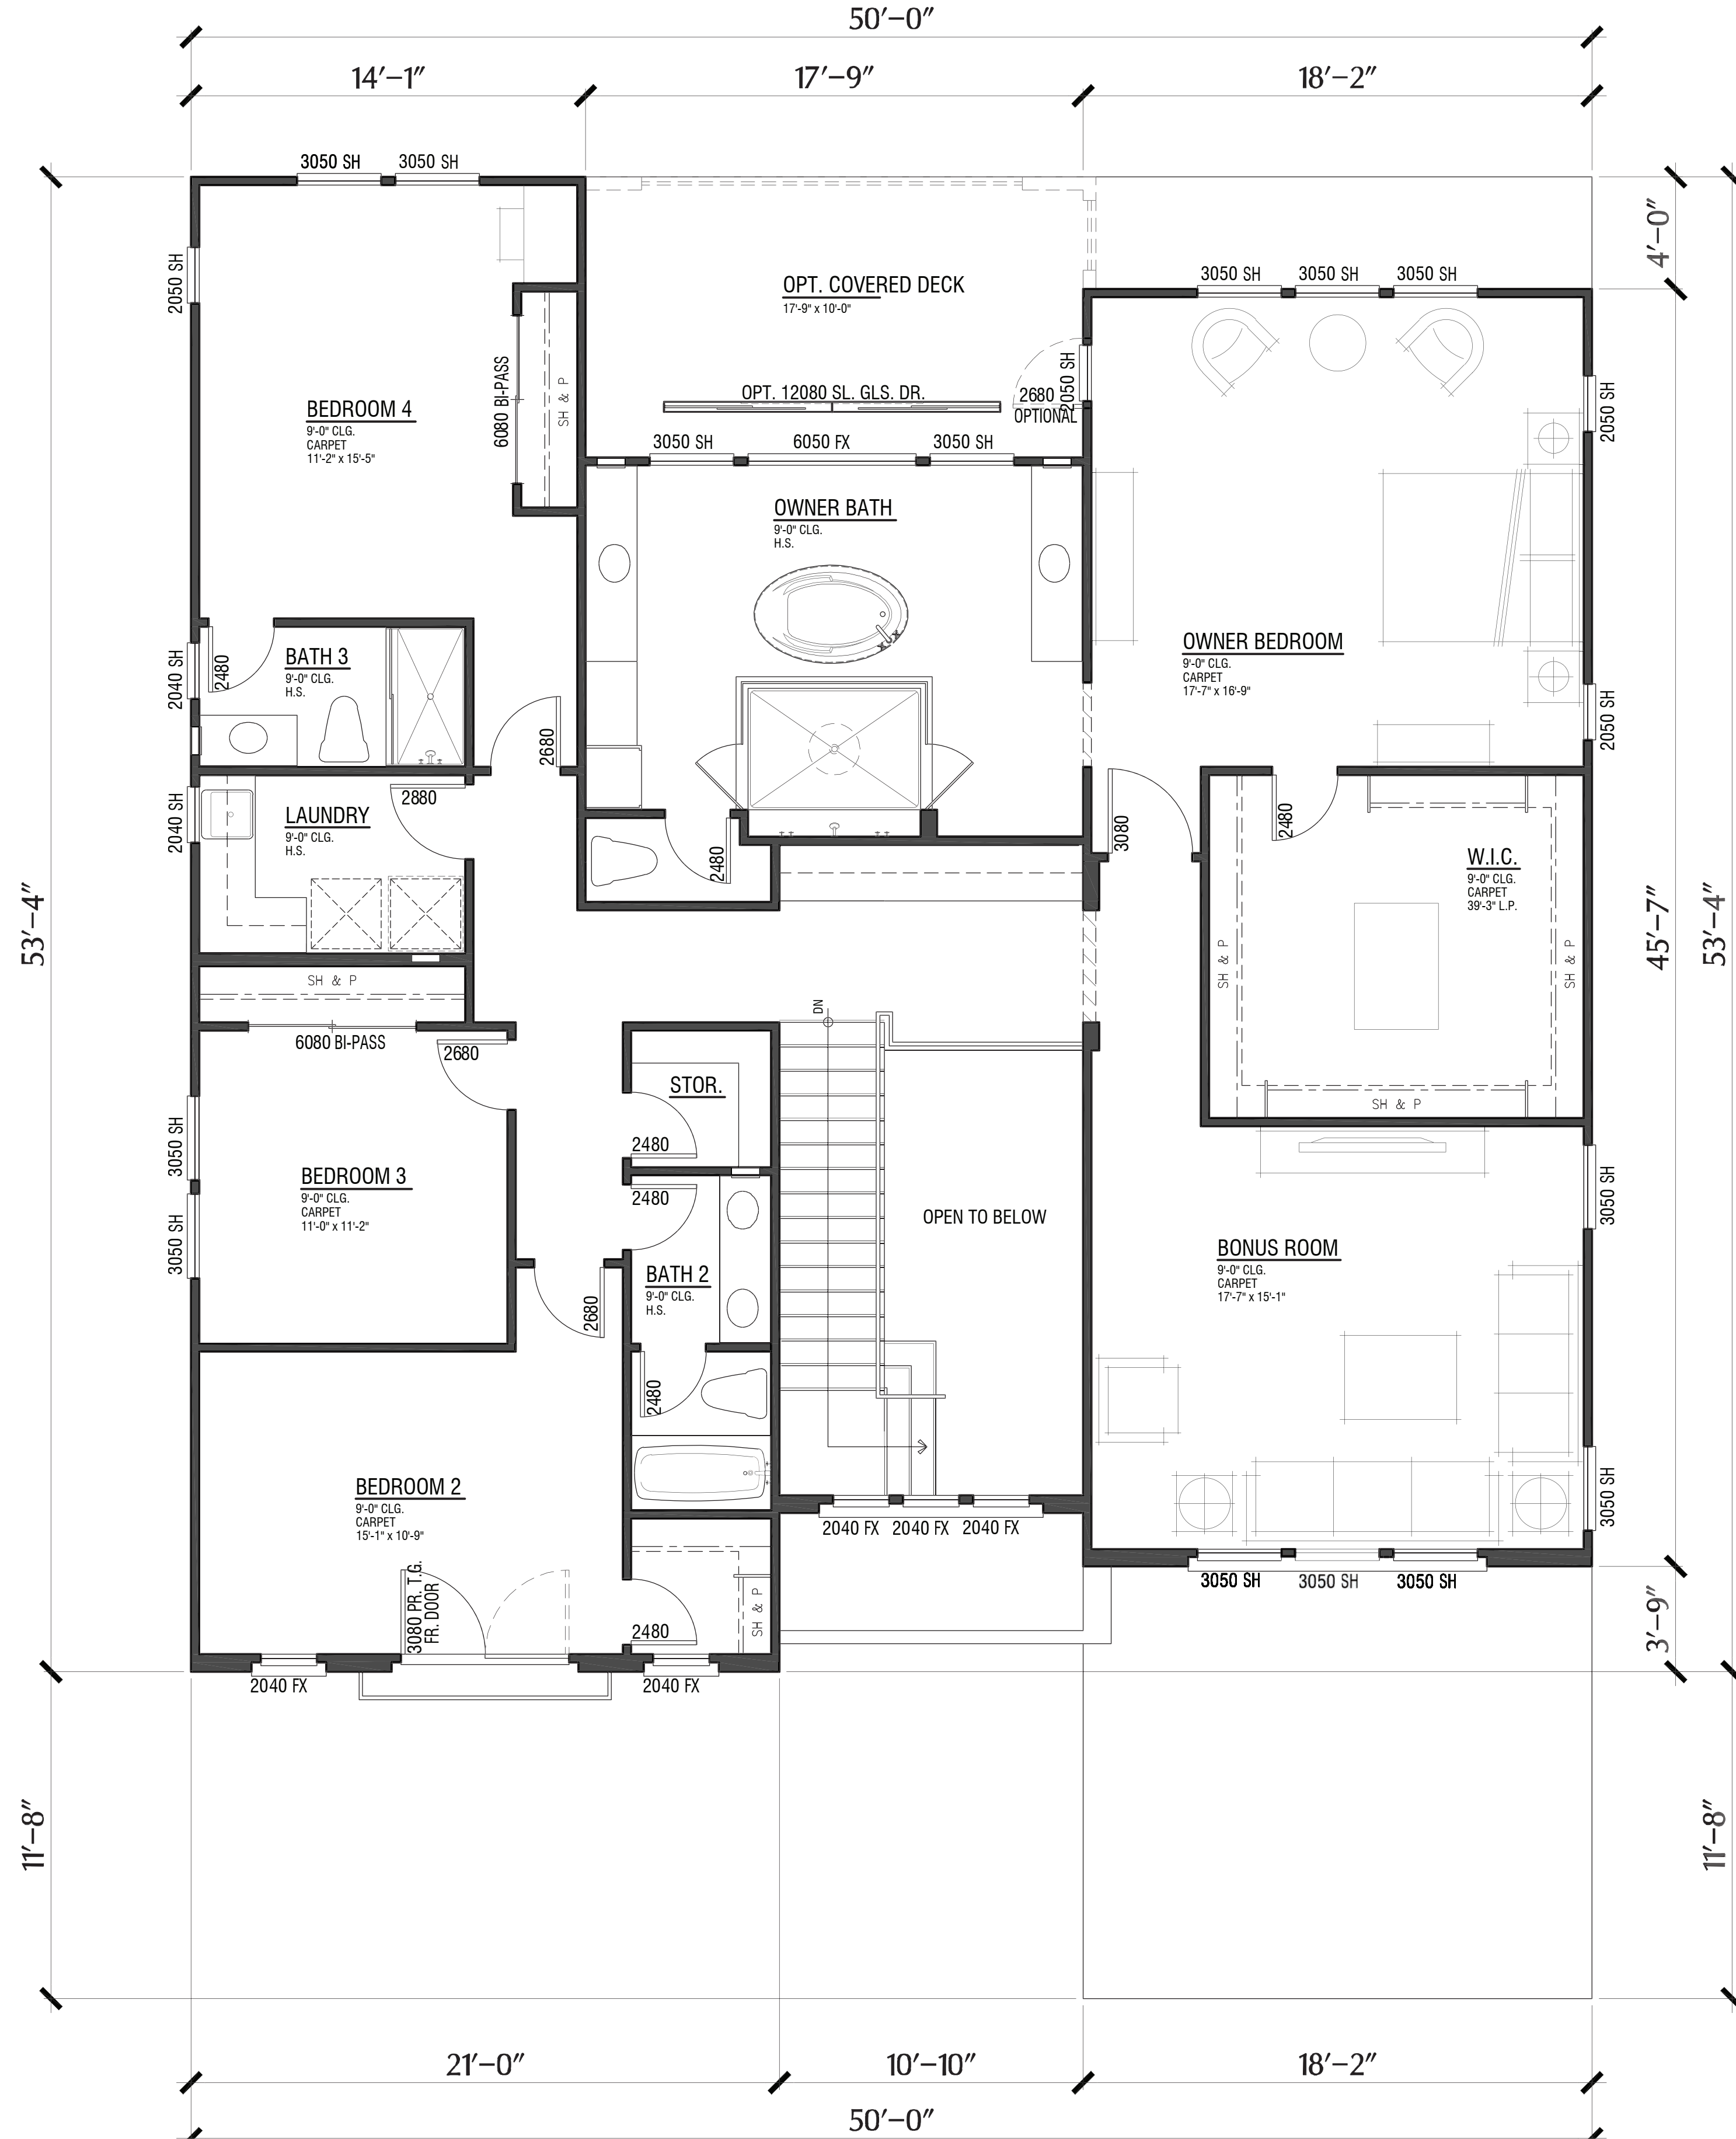 50'-0"
14'-1"
17'-9"
18'-2"
3050 SH
3050 SH
4'-0"
2050 SH
3050 SH
3050 SH
3050 SH
OPT. COVERED DECK
17'-9" x 10'-0"
2050 SH
2050 SH
OPT. 12080 SL. GLS. DR.
2680
OPTIONAL
6080 BI-PASS
SH & P
BEDROOM 4
9'-0" CLG.
CARPET
11'-2" x 15'-5"
3050 SH
6050 FX
3050 SH
OWNER BATH
9'-0" CLG.
H.S.
OWNER BEDROOM
9'-0" CLG.
CARPET
17'-7" x 16'-9"
2050 SH
2040 SH
2480
BATH 3
9'-0" CLG.
H.S.
2680
2880
2040 SH
LAUNDRY
9'-0" CLG.
H.S.
2480
3080
2480
W.I.C.
9'-0" CLG.
CARPET
39'-3" L.P.
SH & P
SH & P
SH & P
53'-4"
45'-7"
53'-4"
SH & P
6080 BI-PASS
2680
DN
STOR.
2480
3050 SH
BEDROOM 3
9'-0" CLG.
CARPET
11'-0" x 11'-2"
3050 SH
2480
OPEN TO BELOW
3050 SH
BONUS ROOM
9'-0" CLG.
CARPET
17'-7" x 15'-1"
BATH 2
9'-0" CLG.
H.S.
2680
2480
BEDROOM 2
9'-0" CLG.
CARPET
15'-1" x 10'-9"
3080 PR. T.G.
FR. DOOR
3050 SH
2040 FX
2040 FX
2040 FX
3050 SH
3050 SH
3050 SH
SH & P
2480
3'-9"
2040 FX
2040 FX
11'-8"
11'-8"
21'-0"
10'-10"
18'-2"
50'-0"